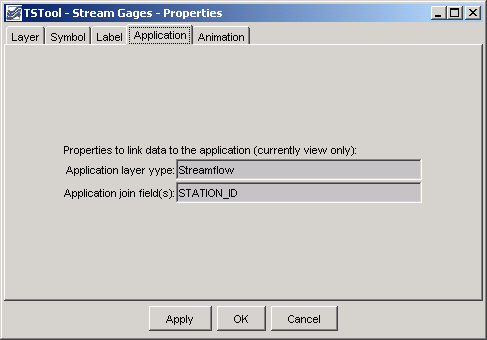 TSTool - Stream Gages - Properties
Layer Symbol Label Application Animation
Properties to link data to the application (currently view only):
Application layer yype: Streamflow
Application join field(s): STATION_ID
Apply OK Cancel